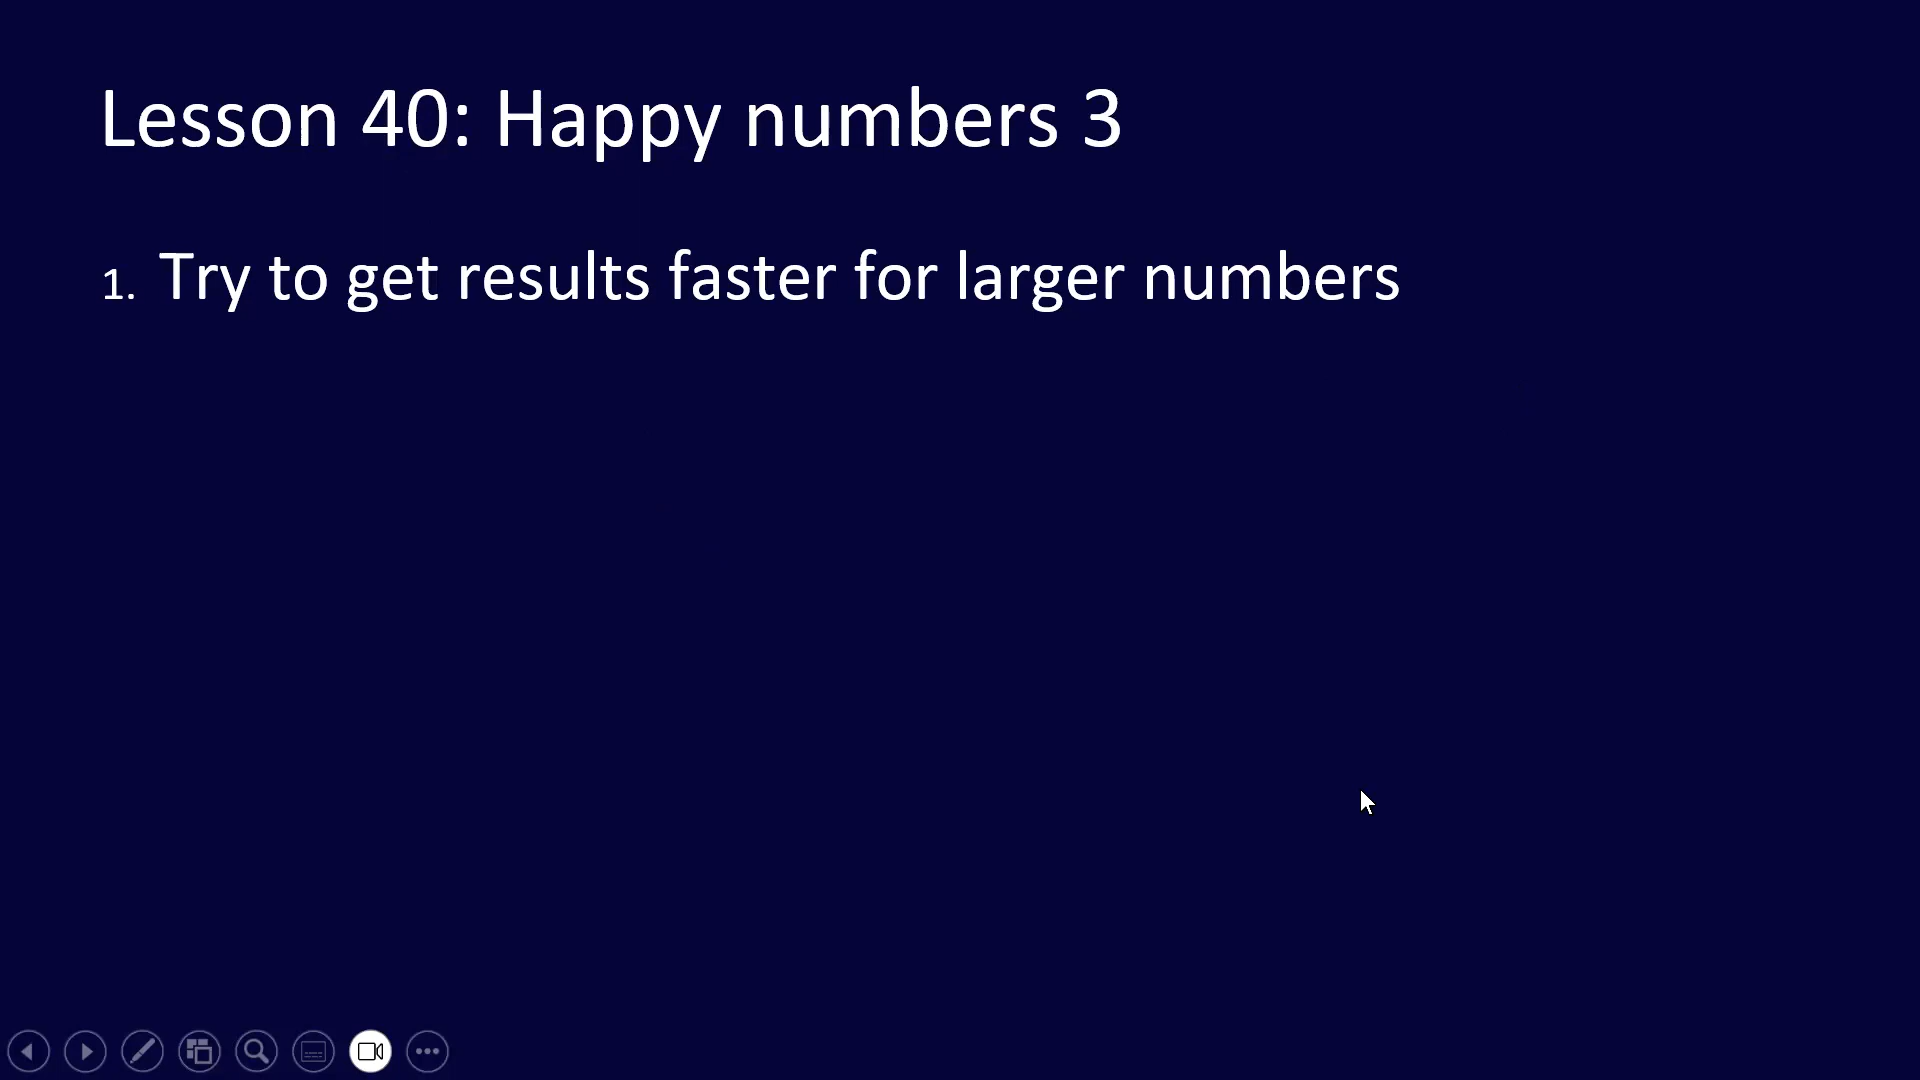 Lesson 40: Happy numbers 3
1. Try to get results faster for larger numbers